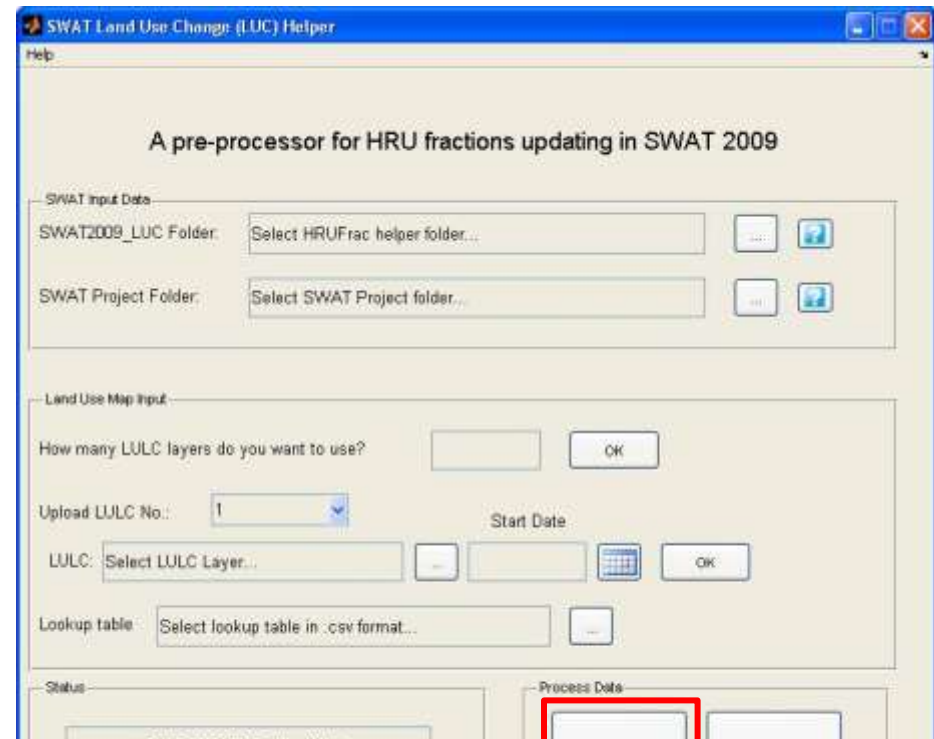 SWAT Land Use Change (LUC) Helper
Help
A pre-processor for HRU fractions updating in SWAT 2009
SWAT Input Data
SWAT2009_LUC Folder: Select HRUFrac helper folder... ...
SWAT Project Folder: Select SWAT Project folder... ...
Land Use Map Input
How many LULC layers do you want to use? OK
Upload LULC No.: 1
Start Date
LULC: Select LULC Layer... ... OK
Lookup table Select lookup table in .csv format... ...
Status Process Data